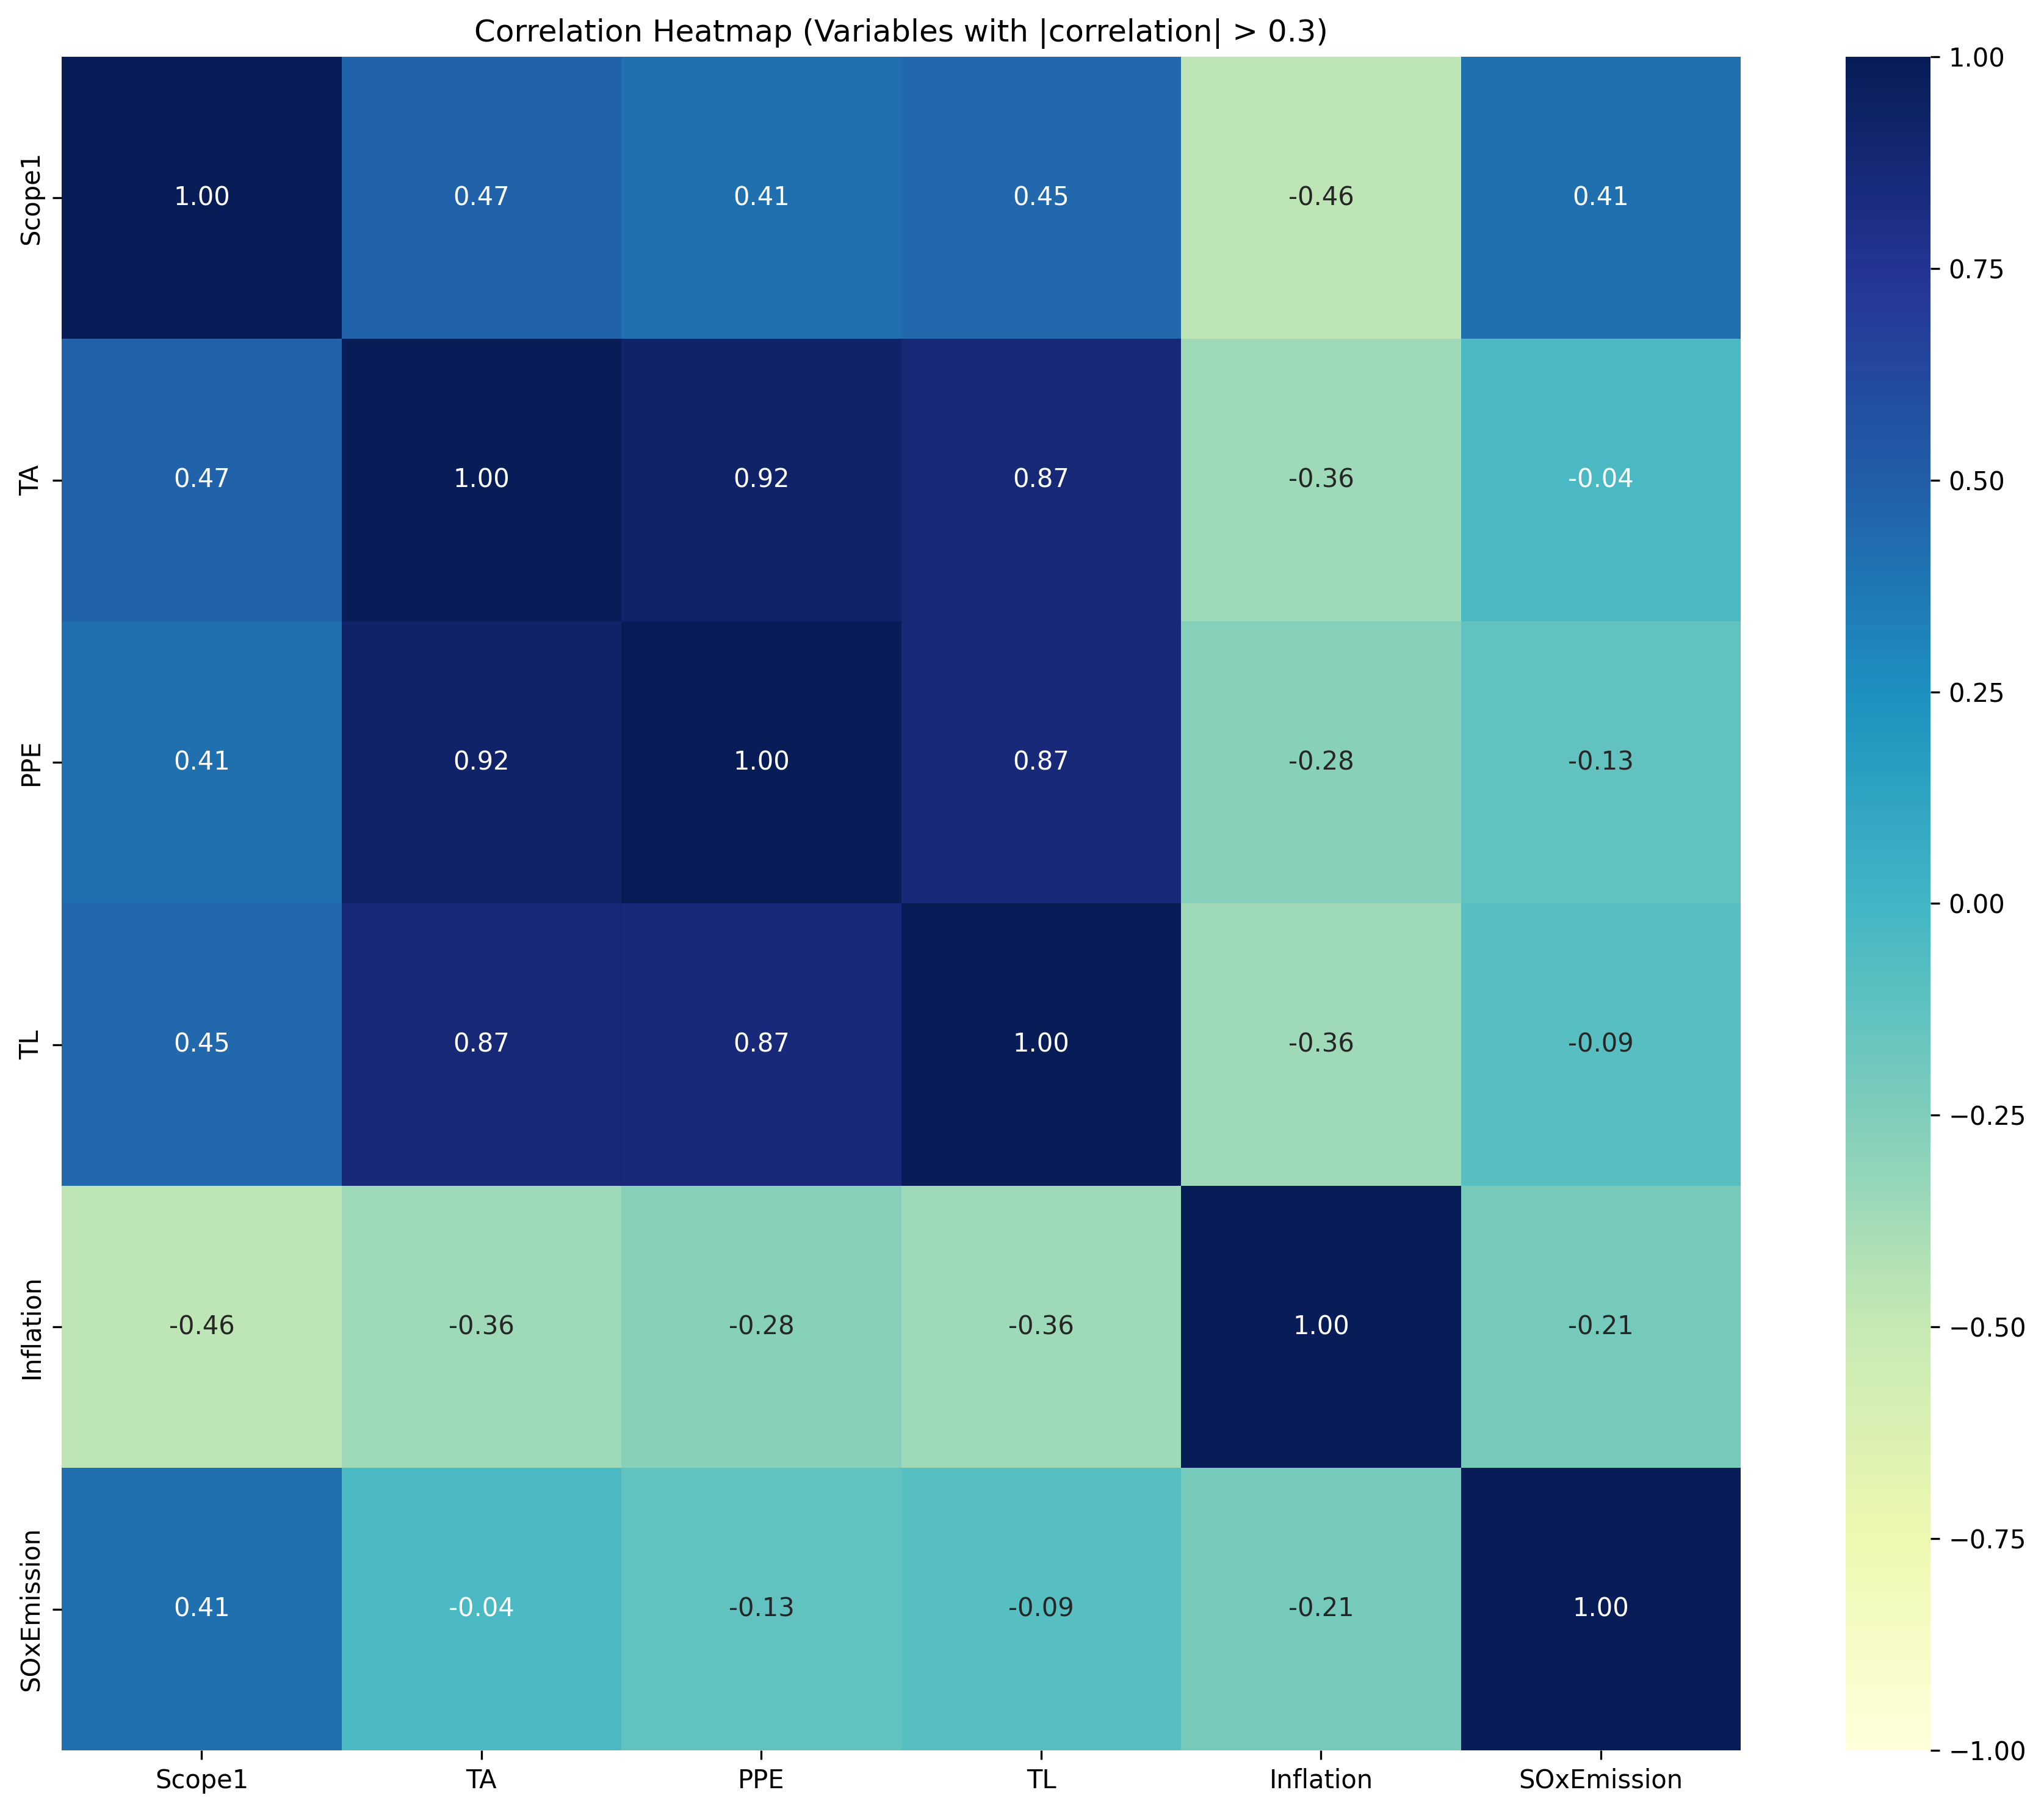 Correlation Heatmap (Variables with |correlation| > 0.3)
Scope1 1.00 0.47 0.41 0.45 -0.46 0.41
TA 0.47 1.00 0.92 0.87 -0.36 -0.04
PPE 0.41 0.92 1.00 0.87 -0.28 -0.13
TL 0.45 0.87 0.87 1.00 -0.36 -0.09
Inflation -0.46 -0.36 -0.28 -0.36 1.00 -0.21
SOxEmission 0.41 -0.04 -0.13 -0.09 -0.21 1.00
Scope1 TA PPE TL Inflation SOxEmission
1.00
0.75
0.50
0.25
0.00
−0.25
−0.50
−0.75
−1.00